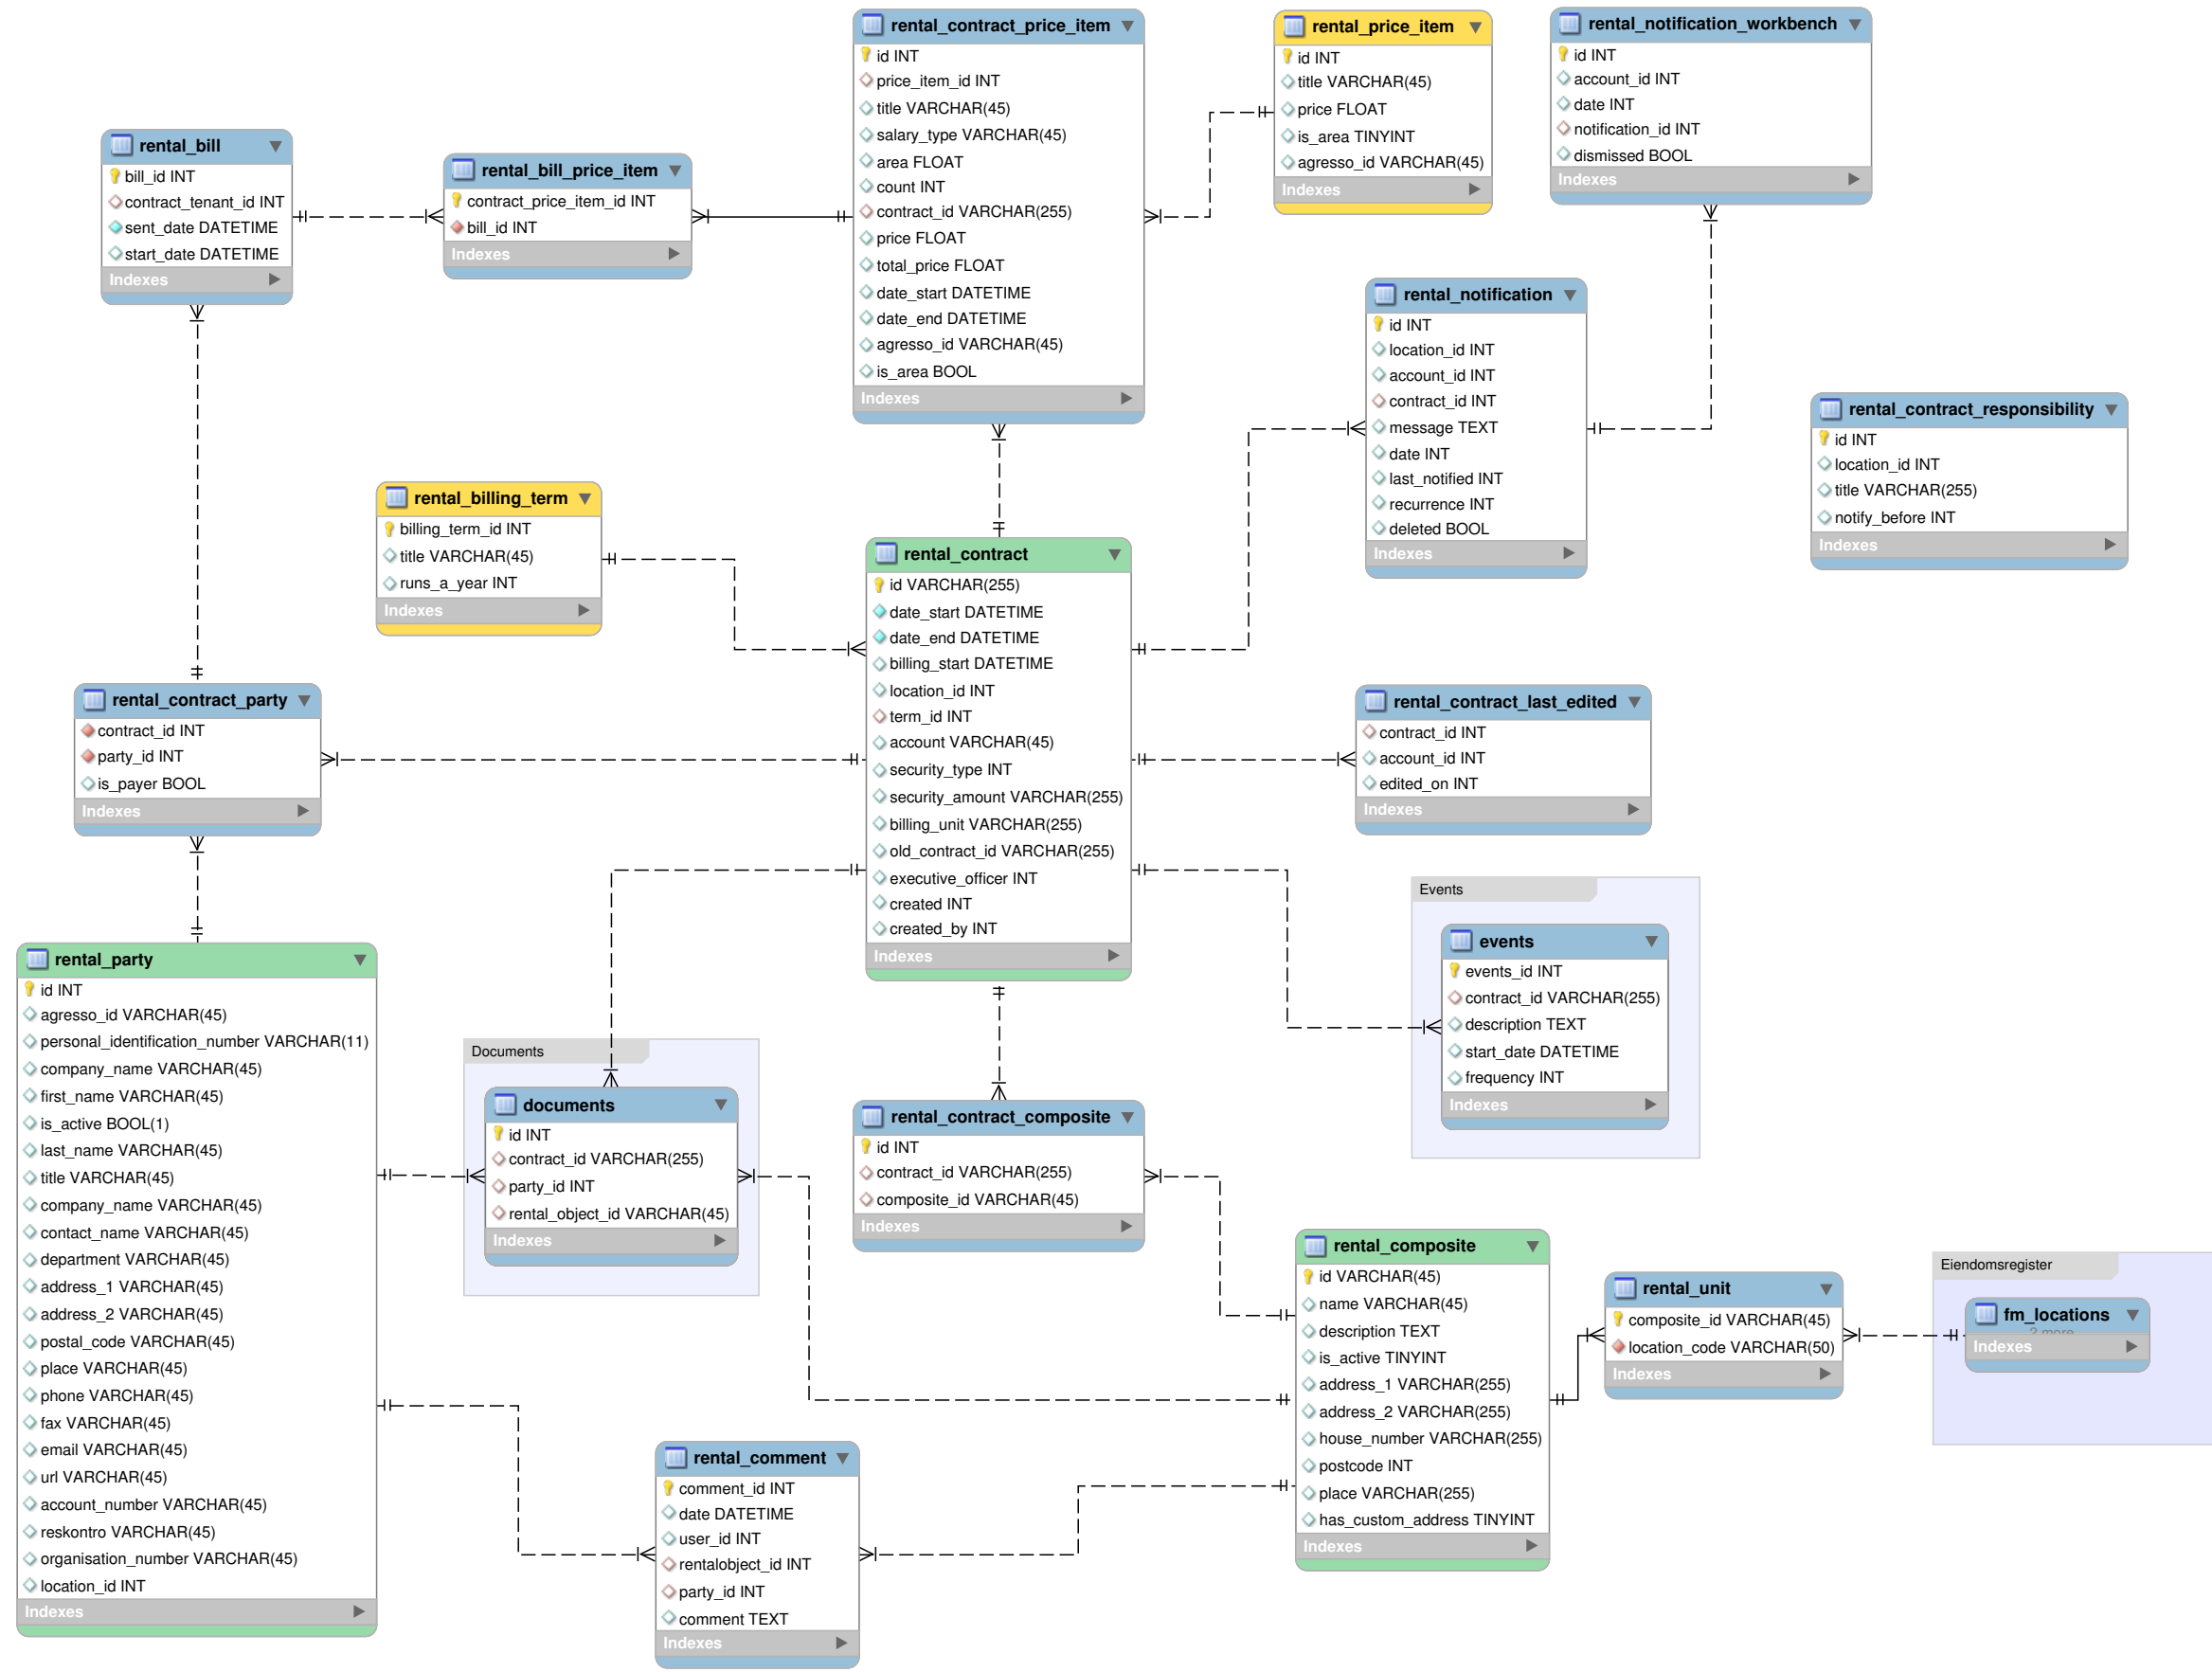 rental_contract_price_item
id INT
price_item_id INT
title VARCHAR(45)
salary_type VARCHAR(45)
area FLOAT
count INT
contract_id VARCHAR(255)
price FLOAT
total_price FLOAT
date_start DATETIME
date_end DATETIME
agresso_id VARCHAR(45)
is_area BOOL
Indexes
rental_price_item
id INT
title VARCHAR(45)
price FLOAT
is_area TINYINT
agresso_id VARCHAR(45)
Indexes
rental_notification_workbench
id INT
account_id INT
date INT
notification_id INT
dismissed BOOL
Indexes
rental_bill
bill_id INT
contract_tenant_id INT
sent_date DATETIME
start_date DATETIME
Indexes
rental_bill_price_item
contract_price_item_id INT
bill_id INT
Indexes
rental_notification
id INT
location_id INT
account_id INT
contract_id INT
message TEXT
date INT
last_notified INT
recurrence INT
deleted BOOL
Indexes
rental_contract_responsibility
id INT
location_id INT
title VARCHAR(255)
notify_before INT
Indexes
rental_billing_term
billing_term_id INT
title VARCHAR(45)
runs_a_year INT
Indexes
rental_contract
id VARCHAR(255)
date_start DATETIME
date_end DATETIME
billing_start DATETIME
location_id INT
term_id INT
account VARCHAR(45)
security_type INT
security_amount VARCHAR(255)
billing_unit VARCHAR(255)
old_contract_id VARCHAR(255)
executive_officer INT
created INT
created_by INT
Indexes
rental_contract_party
contract_id INT
party_id INT
is_payer BOOL
Indexes
rental_contract_last_edited
contract_id INT
account_id INT
edited_on INT
Indexes
Events
events
events_id INT
contract_id VARCHAR(255)
description TEXT
start_date DATETIME
frequency INT
Indexes
rental_party
id INT
agresso_id VARCHAR(45)
personal_identification_number VARCHAR(11)
company_name VARCHAR(45)
first_name VARCHAR(45)
is_active BOOL(1)
last_name VARCHAR(45)
title VARCHAR(45)
company_name VARCHAR(45)
contact_name VARCHAR(45)
department VARCHAR(45)
address_1 VARCHAR(45)
address_2 VARCHAR(45)
postal_code VARCHAR(45)
place VARCHAR(45)
phone VARCHAR(45)
fax VARCHAR(45)
email VARCHAR(45)
url VARCHAR(45)
account_number VARCHAR(45)
reskontro VARCHAR(45)
organisation_number VARCHAR(45)
location_id INT
Indexes
Documents
documents
id INT
contract_id VARCHAR(255)
party_id INT
rental_object_id VARCHAR(45)
Indexes
rental_contract_composite
id INT
contract_id VARCHAR(255)
composite_id VARCHAR(45)
Indexes
rental_composite
id VARCHAR(45)
name VARCHAR(45)
description TEXT
is_active TINYINT
address_1 VARCHAR(255)
address_2 VARCHAR(255)
house_number VARCHAR(255)
postcode INT
place VARCHAR(255)
has_custom_address TINYINT
Indexes
rental_unit
composite_id VARCHAR(45)
location_code VARCHAR(50)
Indexes
Eiendomsregister
fm_locations
2 more
Indexes
rental_comment
comment_id INT
date DATETIME
user_id INT
rentalobject_id INT
party_id INT
comment TEXT
Indexes